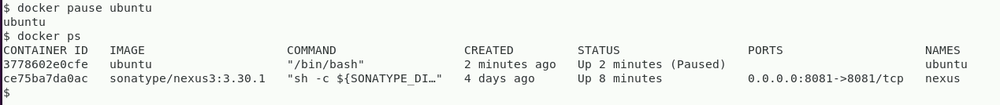 $ docker pause ubuntu
ubuntu
$ docker ps
CONTAINER ID   IMAGE                    COMMAND                  CREATED         STATUS                  PORTS                    NAMES
3778602e0cfe   ubuntu                   "/bin/bash"              2 minutes ago   Up 2 minutes (Paused)                            ubuntu
ce75ba7da0ac   sonatype/nexus3:3.30.1   "sh -c ${SONATYPE_DI…"   4 days ago      Up 8 minutes            0.0.0.0:8081->8081/tcp   nexus
$